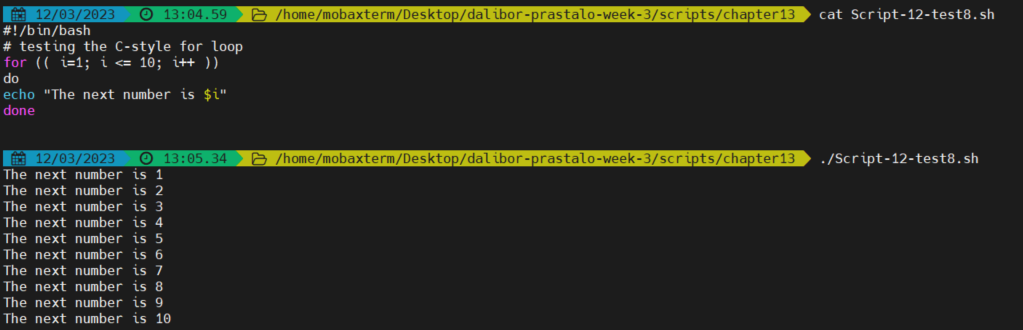 12/03/2023 13:04.59 /home/mobaxterm/Desktop/dalibor-prastalo-week-3/scripts/chapter13 cat Script-12-test8.sh
#!/bin/bash
# testing the C-style for loop
for (( i=1; i <= 10; i++ ))
do
echo "The next number is $i"
done
12/03/2023 13:05.34 /home/mobaxterm/Desktop/dalibor-prastalo-week-3/scripts/chapter13 ./Script-12-test8.sh
The next number is 1
The next number is 2
The next number is 3
The next number is 4
The next number is 5
The next number is 6
The next number is 7
The next number is 8
The next number is 9
The next number is 10